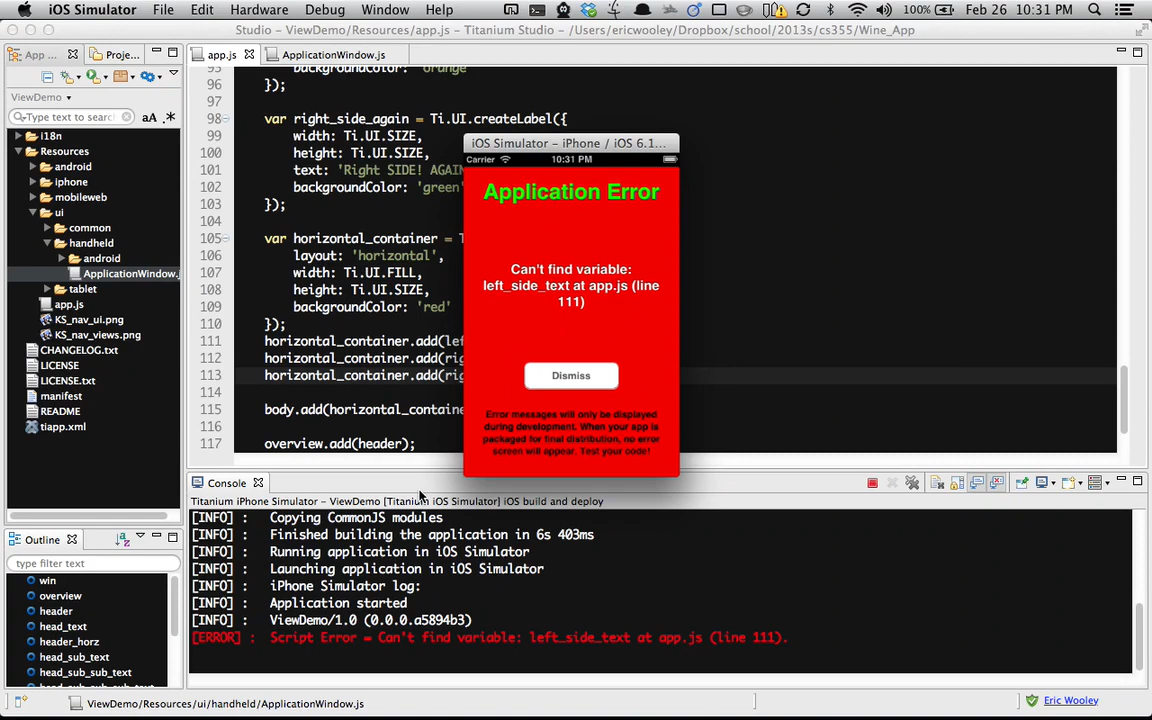 iOS Simulator File Edit Hardware Debug Window Help 100% Feb 26 10:31 PM
Studio – ViewDemo/Resources/app.js – Titanium Studio – /Users/ericwooley/Dropbox/school/2013s/cs355/Wine_App
App ... Proje...
app.js ApplicationWindow.js
ViewDemo
Type text to search
aA .*
i18n
Resources
android
iphone
mobileweb
ui
common
handheld
android
ApplicationWindow.j
tablet
app.js
KS_nav_ui.png
KS_nav_views.png
CHANGELOG.txt
LICENSE
LICENSE.txt
manifest
README
tiapp.xml
95 backgroundColor: 'orange'
96 });
97
98 var right_side_again = Ti.UI.createLabel({
99 width: Ti.UI.SIZE,
100 height: Ti.UI.SIZE,
101 text: 'Right SIDE! AGAIN
102 backgroundColor: 'green'
103 });
104
105 var horizontal_container = T
106 layout: 'horizontal',
107 width: Ti.UI.FILL,
108 height: Ti.UI.SIZE,
109 backgroundColor: 'red'
110 });
111 horizontal_container.add(lef
112 horizontal_container.add(rig
113 horizontal_container.add(rig
114
115 body.add(horizontal_containe
116
117 overview.add(header);
iOS Simulator – iPhone / iOS 6.1...
Carrier 10:31 PM
Application Error
Can't find variable:
left_side_text at app.js (line
111)
Dismiss
Error messages will only be displayed
during development. When your app is
packaged for final distribution, no error
screen will appear. Test your code!
Console
Titanium iPhone Simulator – ViewDemo [Titanium iOS Simulator] iOS build and deploy
[INFO] : Copying CommonJS modules
[INFO] : Finished building the application in 6s 403ms
[INFO] : Running application in iOS Simulator
[INFO] : Launching application in iOS Simulator
[INFO] : iPhone Simulator log:
[INFO] : Application started
[INFO] : ViewDemo/1.0 (0.0.0.a5894b3)
[ERROR] : Script Error = Can't find variable: left_side_text at app.js (line 111).
Outline
type filter text
win
overview
header
head_text
header_horz
head_sub_text
head_sub_sub_text
ViewDemo/Resources/ui/handheld/ApplicationWindow.js
Eric Wooley